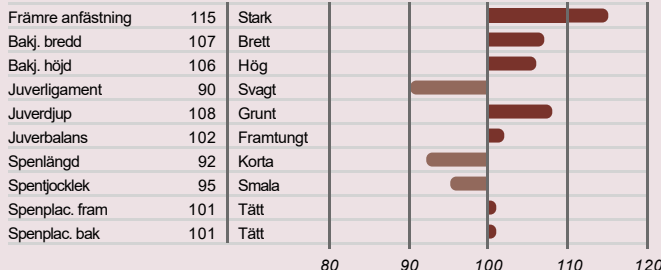 Främre anfästning 115 Stark
Bakj. bredd 107 Brett
Bakj. höjd 106 Hög
Juverligament 90 Svagt
Juverdjup 108 Grunt
Juverbalans 102 Framtungt
Spenlängd 92 Korta
Spentjocklek 95 Smala
Spenplac. fram 101 Tätt
Spenplac. bak 101 Tätt
80 90 100 110 120